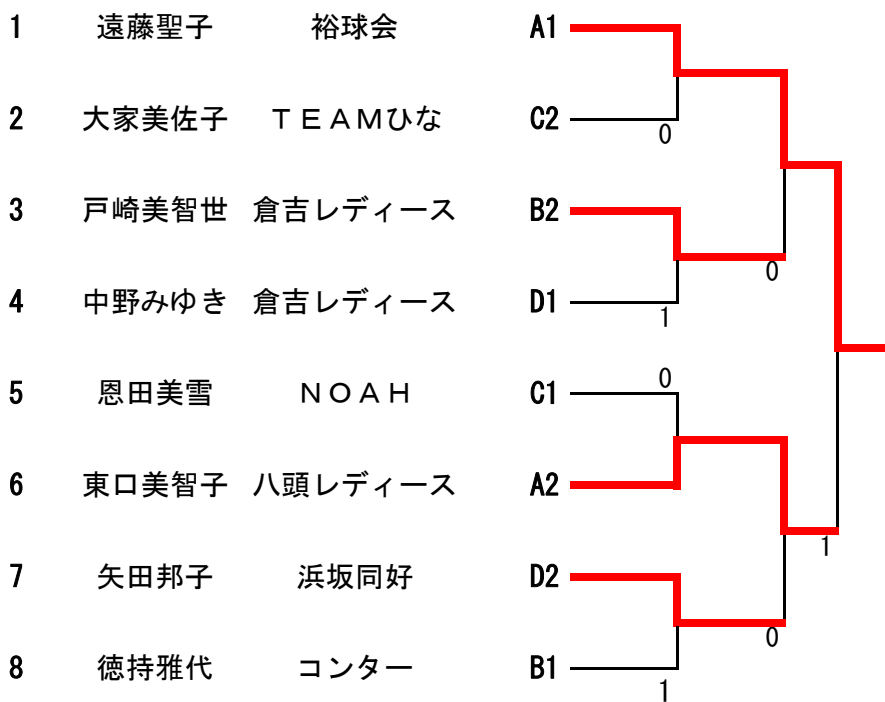 1 遠藤聖子 裕球会 A1
2 大家美佐子 ＴＥＡＭひな C2
0
3 戸崎美智世 倉吉レディース B2
0
4 中野みゆき 倉吉レディース D1
1
0
5 恩田美雪 ＮＯＡＨ C1
6 東口美智子 八頭レディース A2
1
7 矢田邦子 浜坂同好 D2
0
8 徳持雅代 コンター B1
1